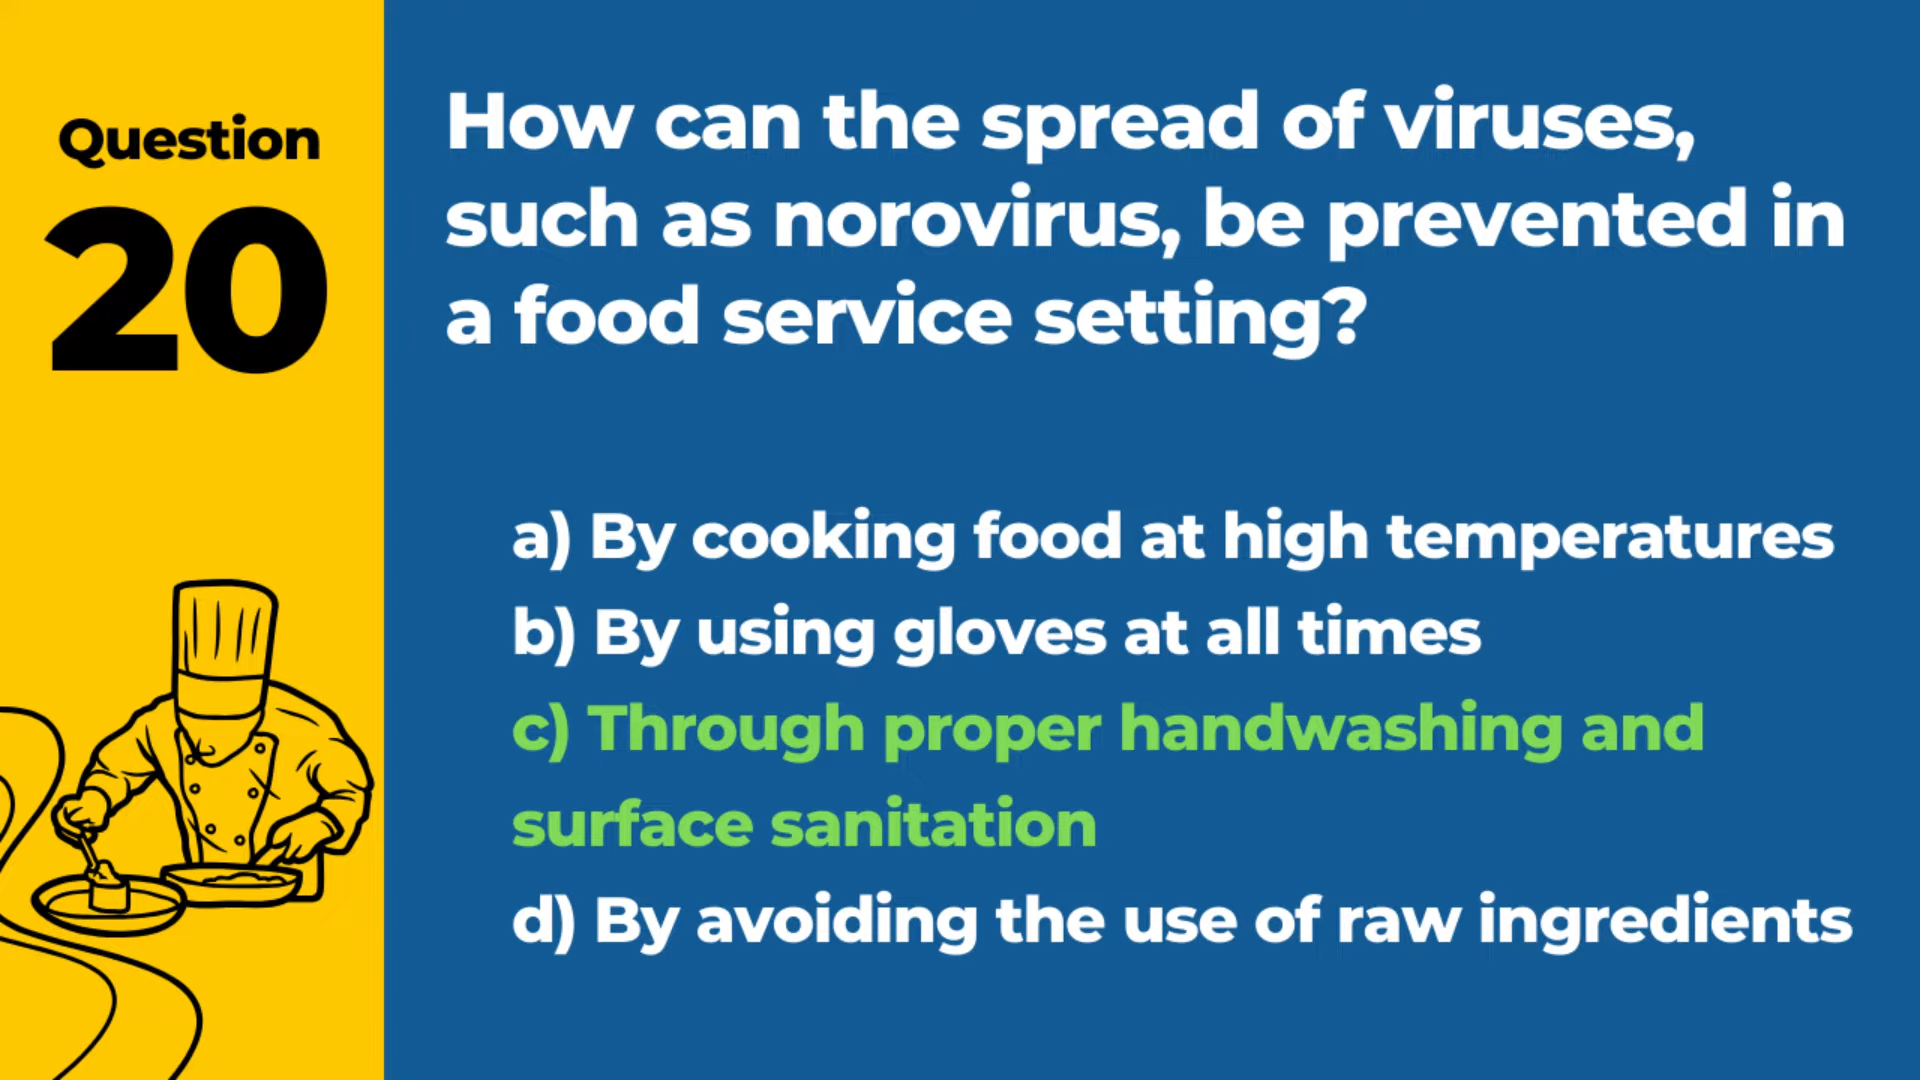 Question
20
How can the spread of viruses,
such as norovirus, be prevented in
a food service setting?
a) By cooking food at high temperatures
b) By using gloves at all times
c) Through proper handwashing and
surface sanitation
d) By avoiding the use of raw ingredients